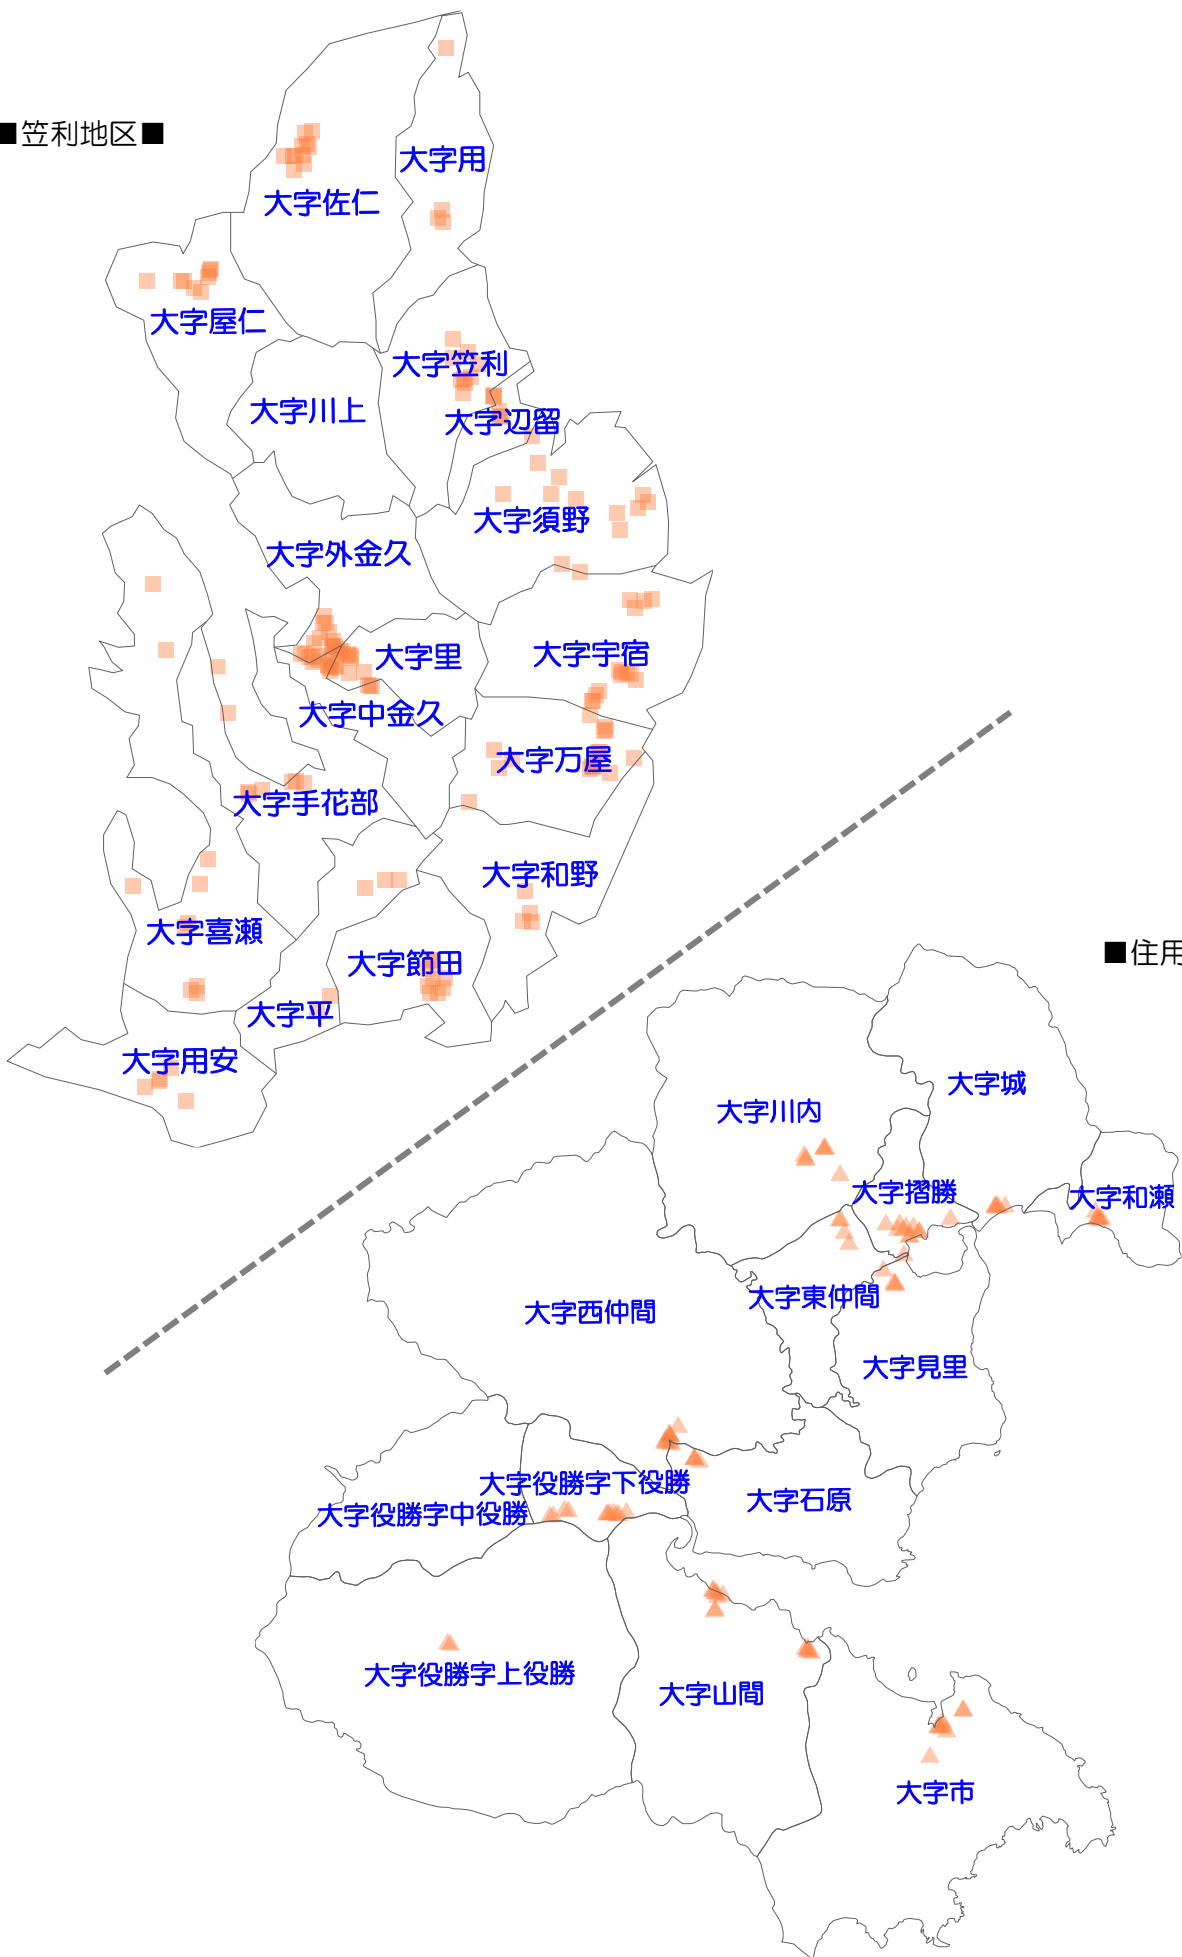 ■笠利地区■
大字用
大字佐仁
大字屋仁
大字笠利
大字川上
大字辺留
大字須野
大字外金久
大字宇宿
大字里
大字中金久
大字万屋
大字手花部
大字和野
大字喜瀬
大字節田
大字平
大字用安
■住用
大字城
大字川内
大字摺勝
大字和瀬
大字東仲間
大字西仲間
大字見里
大字役勝字下役勝
大字石原
大字役勝字中役勝
大字役勝字上役勝
大字山間
大字市